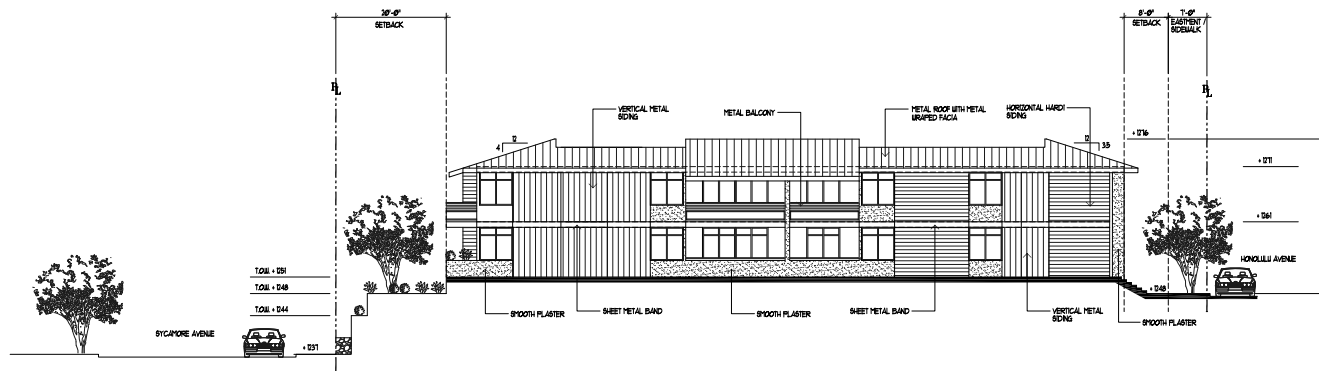 20'-0"
SETBACK
8'-0"
SETBACK
7'-0"
EASTMENT /
SIDEWALK
PL
PL
VERTICAL METAL
SIDING
METAL BALCONY
METAL ROOF WITH METAL
WRAPED FACIA
HORIZONTAL HARDI
SIDING
12
4
12
3.5
+ 1276
+ 1271
+ 1261
HONOLULU AVENUE
T.O.W. + 1251
T.O.W. + 1248
T.O.W. + 1244
+ 1248
SYCAMORE AVENUE
+ 1237
SMOOTH PLASTER
SHEET METAL BAND
SMOOTH PLASTER
SHEET METAL BAND
VERTICAL METAL
SIDING
SMOOTH PLASTER